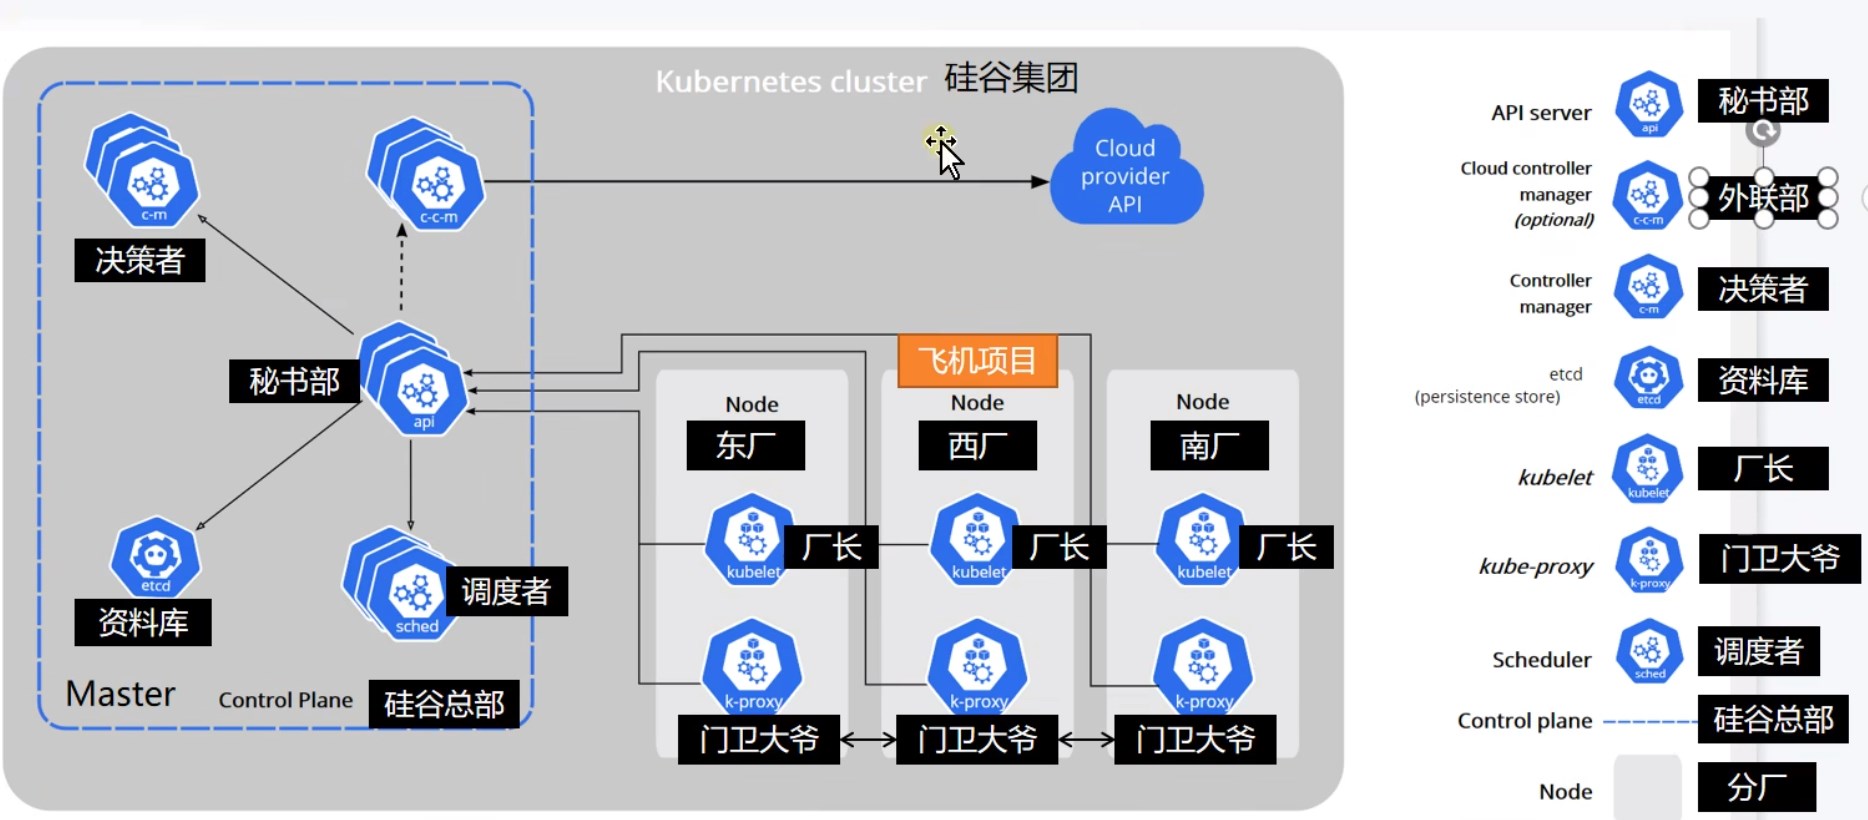 Kubernetes cluster 硅谷集团
c-m
决策者
c-c-m
Cloud
provider
API
秘书部
api
飞机项目
etcd
资料库
sched
调度者
Master
Control Plane
硅谷总部
Node
东厂
kubelet
厂长
k-proxy
门卫大爷
Node
西厂
kubelet
厂长
k-proxy
门卫大爷
Node
南厂
kubelet
厂长
k-proxy
门卫大爷
API server
api
秘书部
Cloud controller
manager
(optional)
c-c-m
外联部
Controller
manager
c-m
决策者
etcd
(persistence store)
etcd
资料库
kubelet
kubelet
厂长
kube-proxy
k-proxy
门卫大爷
Scheduler
sched
调度者
Control plane
硅谷总部
Node
分厂